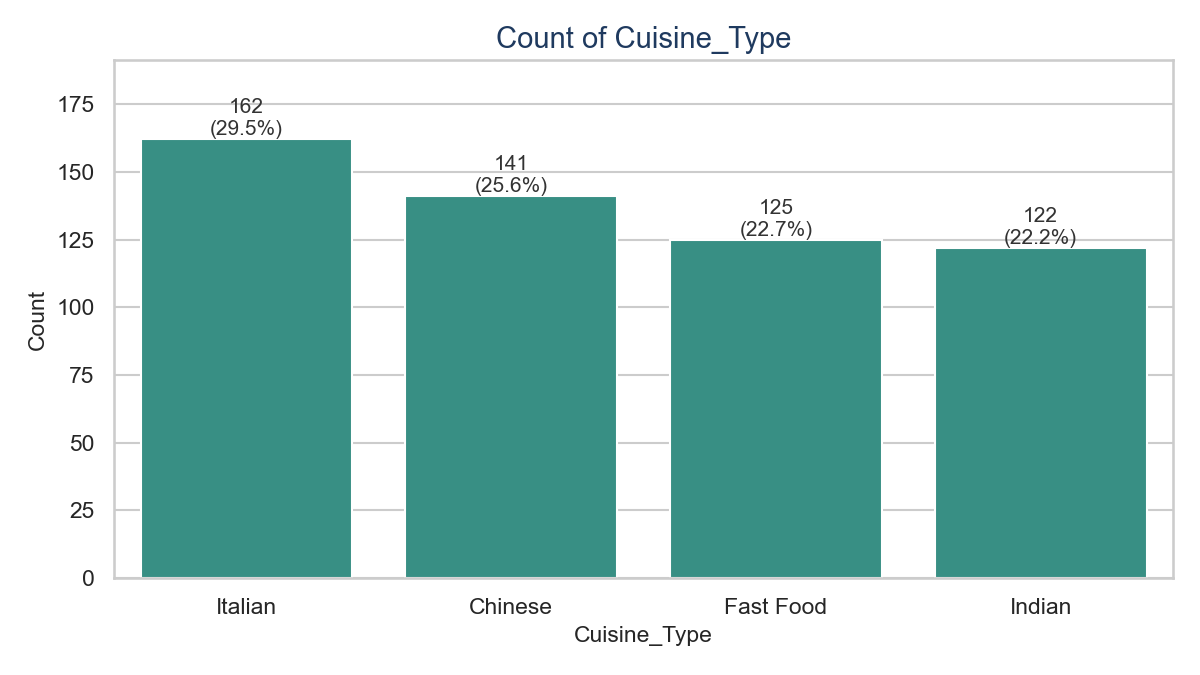 Count of Cuisine_Type
175
150
125
100
75
50
25
0
Count
162
(29.5%)
141
(25.6%)
125
(22.7%)
122
(22.2%)
Italian
Chinese
Fast Food
Indian
Cuisine_Type